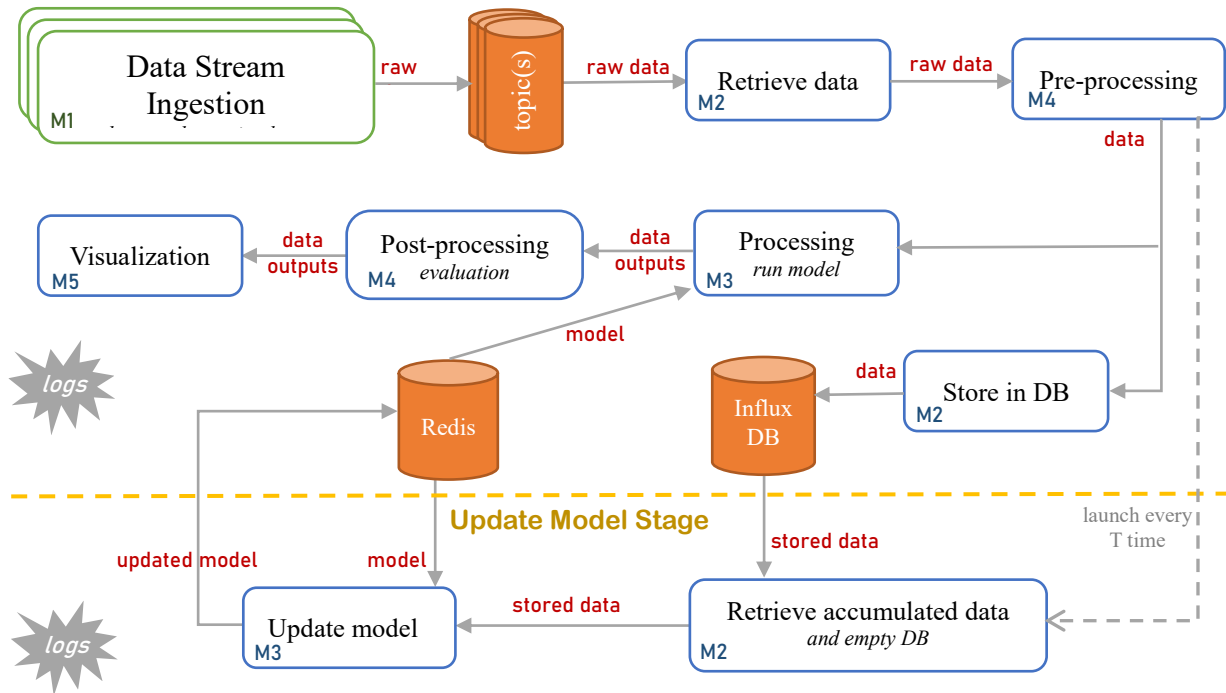 Data Stream
Ingestion
M1
raw
topic(s)
raw data
Retrieve data
M2
raw data
Pre-processing
M4
data
Visualization
M5
data
outputs
Post-processing
evaluation
M4
data
outputs
Processing
run model
M3
model
logs
Redis
Influx
DB
data
Store in DB
M2
Update Model Stage
launch every
T time
updated model
model
stored data
logs
Update model
M3
stored data
Retrieve accumulated data
and empty DB
M2